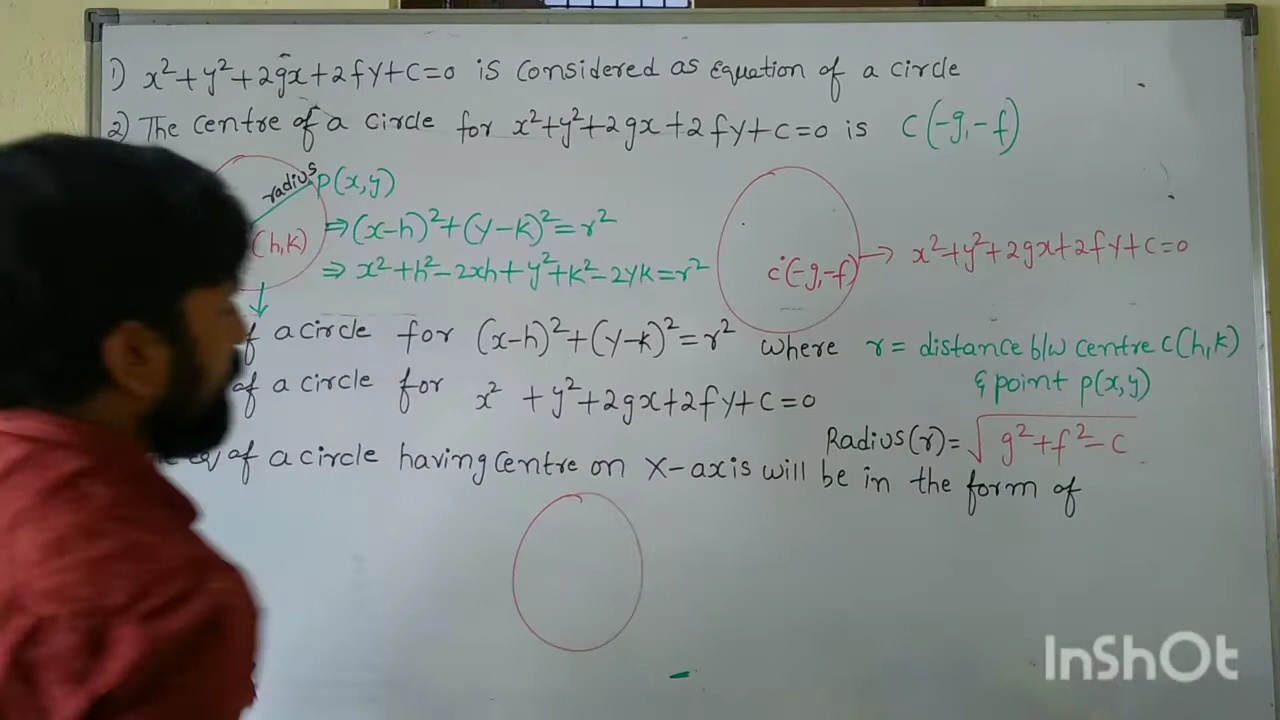 1) x²+y²+2gx+2fy+c=0 is considered as Equation of a circle
2) The centre of a circle for x²+y²+2gx+2fy+c=0 is C(-g,-f)
radius P(x,y)
(h,k) ⇒(x-h)²+(y-k)²=r²
⇒ x²+h²-2xh+y²+k²-2yk=r²
c(-g,-f) → x²+y²+2gx+2fy+c=0
of a circle for (x-h)²+(y-k)²=r² where r = distance b/w centre c(h,k)
& point p(x,y)
of a circle for x² +y²+2gx+2fy+c=0
Radius(r)=√g²+f²-c
of a circle having centre on X-axis will be in the form of
InShOt